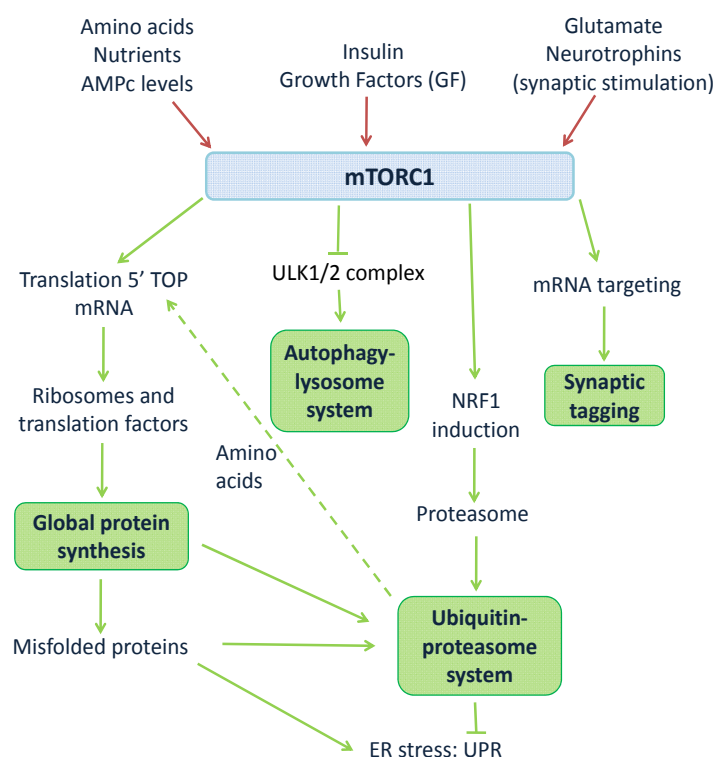 Amino acids
Nutrients
AMPc levels
Insulin
Growth Factors (GF)
Glutamate
Neurotrophins
(synaptic stimulation)
mTORC1
Translation 5' TOP
mRNA
ULK1/2 complex
mRNA targeting
Autophagy-
lysosome
system
Synaptic
tagging
Ribosomes and
translation factors
NRF1
induction
Amino
acids
Global protein
synthesis
Proteasome
Misfolded proteins
Ubiquitin-
proteasome
system
ER stress: UPR